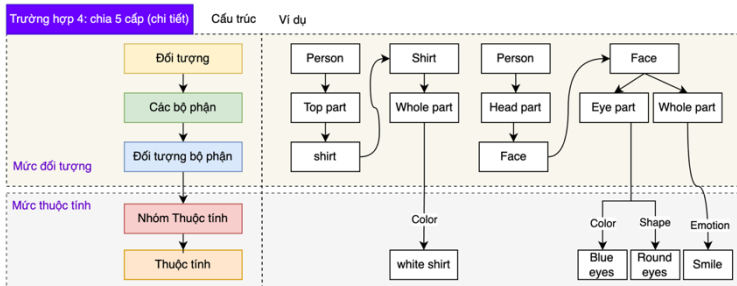 Trường hợp 4: chia 5 cấp (chi tiết)
Cấu trúc
Ví dụ
Đối tượng
Các bộ phận
Đối tượng bộ phận
Mức đối tượng
Mức thuộc tính
Nhóm Thuộc tính
Thuộc tính
Person
Top part
shirt
Shirt
Whole part
Color
white shirt
Person
Head part
Face
Face
Eye part
Whole part
Color
Shape
Emotion
Blue
eyes
Round
eyes
Smile